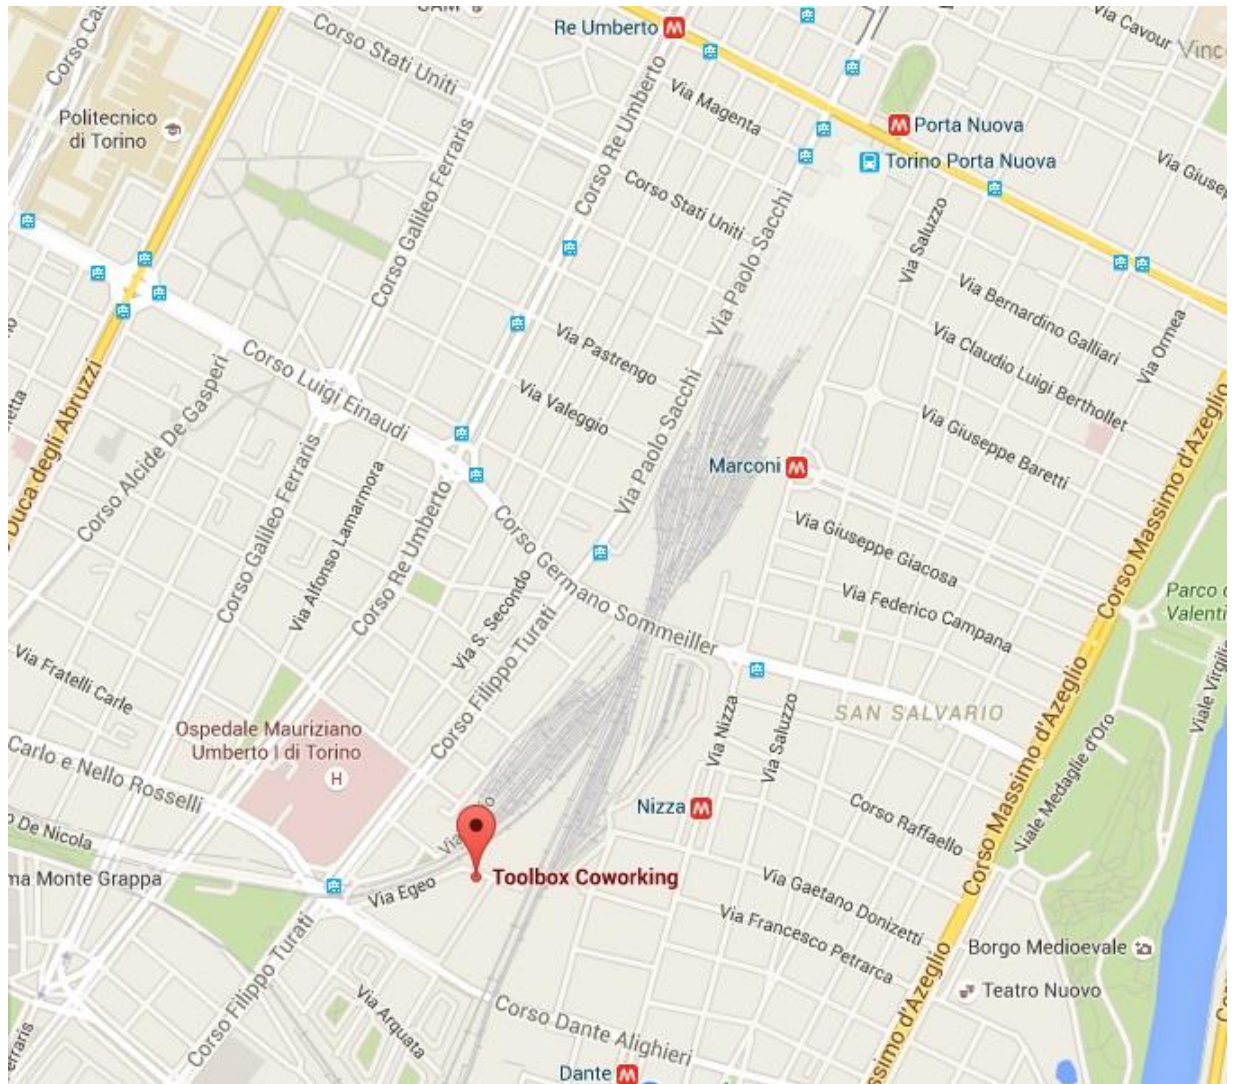 Corso Stati Uniti
Re Umberto
Via Cavour
Via Magenta
Politecnico
di Torino
Porta Nuova
Torino Porta Nuova
Corso Galileo Ferraris
Corso Re Umberto
Corso Stati Uniti
Via Paolo Sacchi
Via Saluzzo
Via Bernardino Galliari
Via Ormea
Via Claudio Luigi Berthollet
Via Pastrengo
Corso Luigi Einaudi
Via Valeggio
Duca degli Abruzzi
Corso Alcide De Gasperi
Via Paolo Sacchi
Via Giuseppe Baretti
Corso Massimo d'Azeglio
Marconi
Corso Galileo Ferraris
Via Alfonso Lamarmora
Corso Re Umberto
Corso Germano Sommeiller
Via Giuseppe Giacosa
Via Federico Campana
Via S. Secondo
Corso Filippo Turati
Via Fratelli Carle
Corso Massimo d'Azeglio
SAN SALVARIO
Via Nizza
Via Saluzzo
Viale Medaglie d'Oro
Ospedale Mauriziano
Umberto I di Torino
H
Carlo e Nello Rosselli
Nizza
Corso Raffaello
De Nicola
Monte Grappa
Via Egeo
Toolbox Coworking
Via Gaetano Donizetti
Via Francesco Petrarca
Borgo Medioevale
Teatro Nuovo
Corso Filippo Turati
Via Arquata
Corso Dante Alighieri
Massimo d'Azeglio
Dante